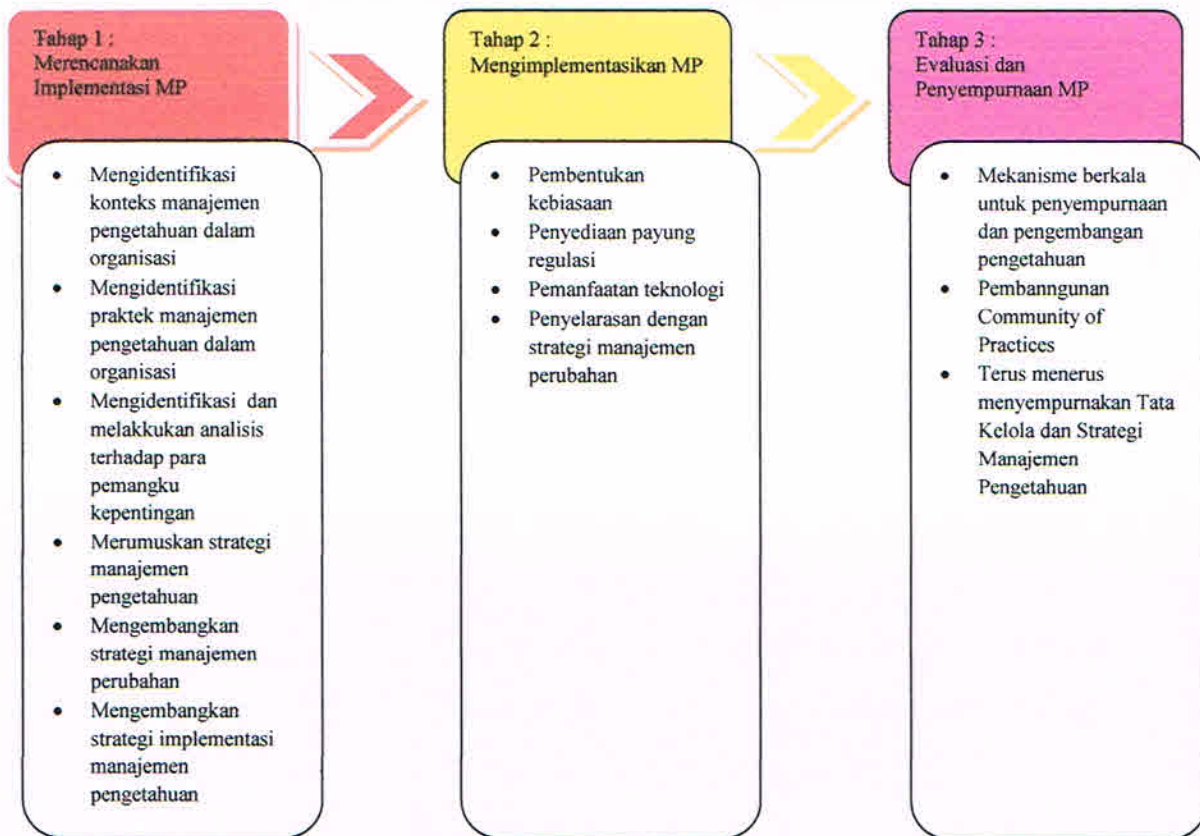 Tahap 1 :
Merencanakan
Implementasi MP
• Mengidentifikasi
konteks manajemen
pengetahuan dalam
organisasi
• Mengidentifikasi
praktek manajemen
pengetahuan dalam
organisasi
• Mengidentifikasi dan
melakkukan analisis
terhadap para
pemangku
kepentingan
• Merumuskan strategi
manajemen
pengetahuan
• Mengembangkan
strategi manajemen
perubahan
• Mengembangkan
strategi implementasi
manajemen
pengetahuan
Tahap 2 :
Mengimplementasikan MP
• Pembentukan
kebiasaan
• Penyediaan payung
regulasi
• Pemanfaatan teknologi
• Penyelarasan dengan
strategi manajemen
perubahan
Tahap 3 :
Evaluasi dan
Penyempurnaan MP
• Mekanisme berkala
untuk penyempurnaan
dan pengembangan
pengetahuan
• Pembanngunan
Community of
Practices
• Terus menerus
menyempurnakan Tata
Kelola dan Strategi
Manajemen
Pengetahuan